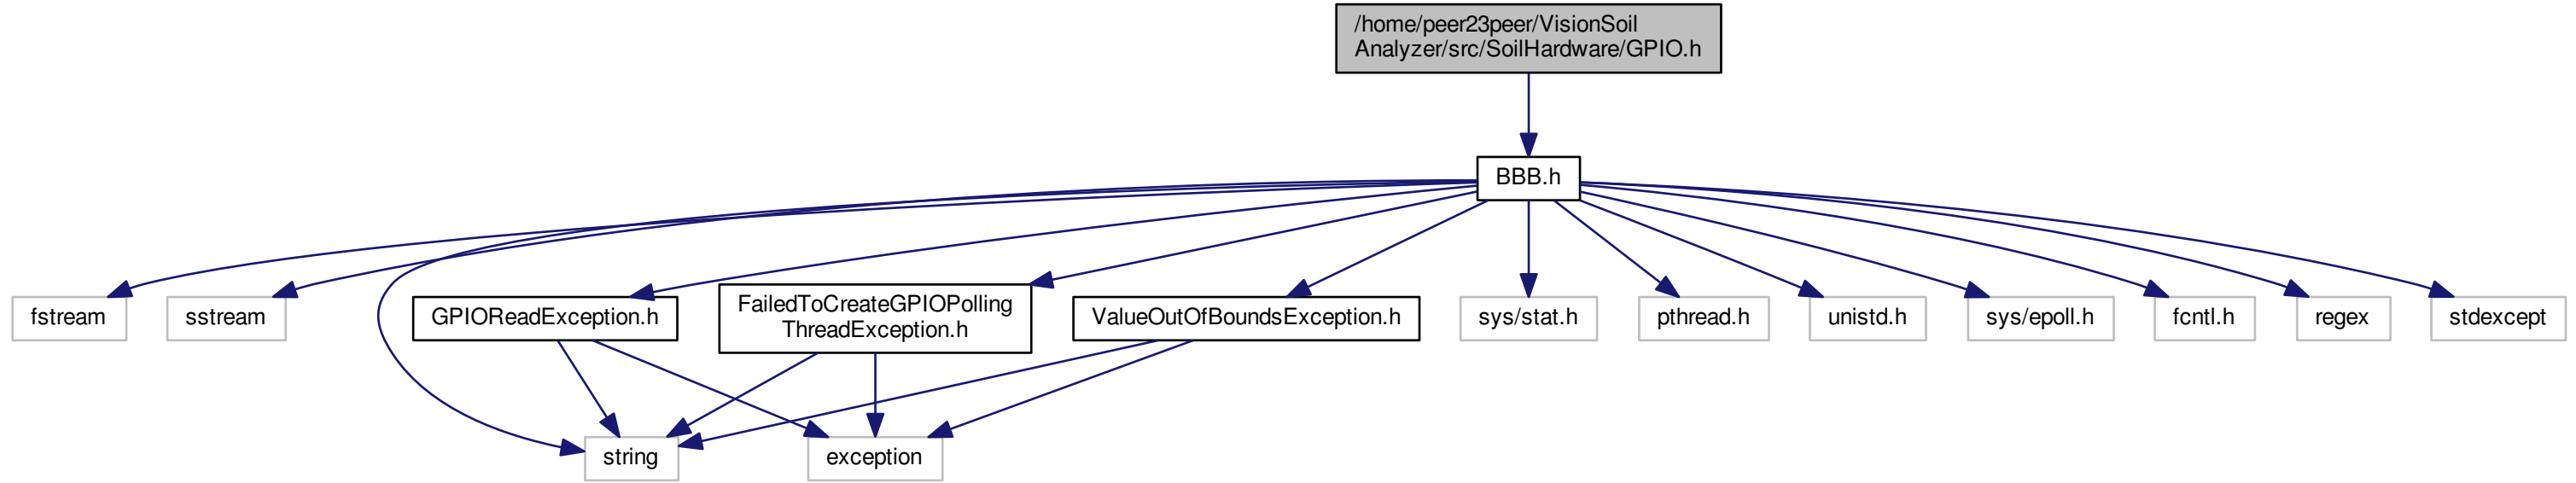 /home/peer23peer/VisionSoil
Analyzer/src/SoilHardware/GPIO.h
BBB.h
fstream
sstream
GPIOReadException.h
FailedToCreateGPIOPolling
ThreadException.h
ValueOutOfBoundsException.h
sys/stat.h
pthread.h
unistd.h
sys/epoll.h
fcntl.h
regex
stdexcept
string
exception